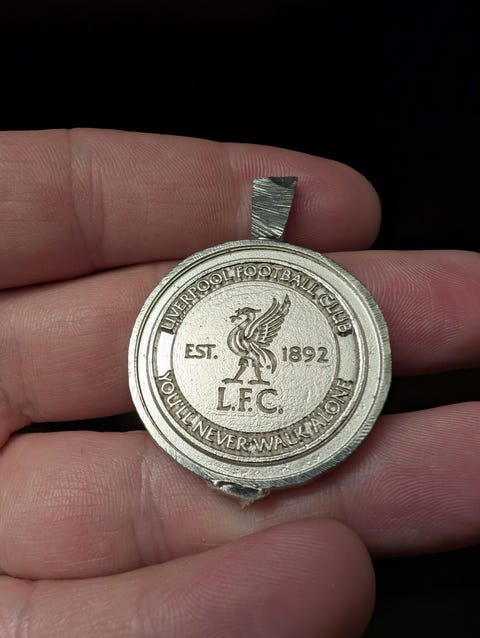 LIVERPOOL FOOTBALL CLUB
EST. 1892
L.F.C.
YOU'LL NEVER WALK ALONE